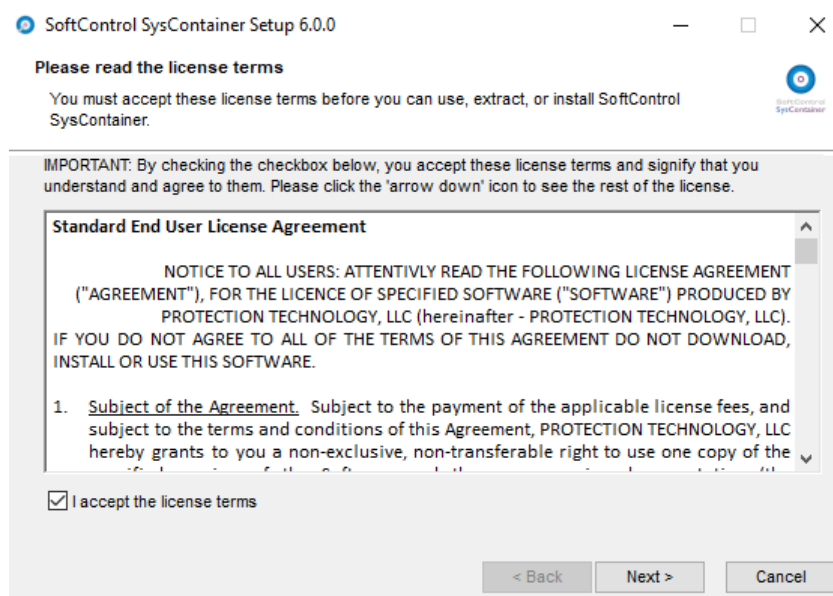 SoftControl SysContainer Setup 6.0.0
Please read the license terms
You must accept these license terms before you can use, extract, or install SoftControl
SysContainer.
SoftControl
SysContainer
IMPORTANT: By checking the checkbox below, you accept these license terms and signify that you
understand and agree to them. Please click the 'arrow down' icon to see the rest of the license.
Standard End User License Agreement
NOTICE TO ALL USERS: ATTENTIVLY READ THE FOLLOWING LICENSE AGREEMENT
("AGREEMENT"), FOR THE LICENCE OF SPECIFIED SOFTWARE ("SOFTWARE") PRODUCED BY
PROTECTION TECHNOLOGY, LLC (hereinafter - PROTECTION TECHNOLOGY, LLC).
IF YOU DO NOT AGREE TO ALL OF THE TERMS OF THIS AGREEMENT DO NOT DOWNLOAD,
INSTALL OR USE THIS SOFTWARE.
1. Subject of the Agreement. Subject to the payment of the applicable license fees, and
subject to the terms and conditions of this Agreement, PROTECTION TECHNOLOGY, LLC
hereby grants to you a non-exclusive, non-transferable right to use one copy of the
I accept the license terms
< Back
Next >
Cancel